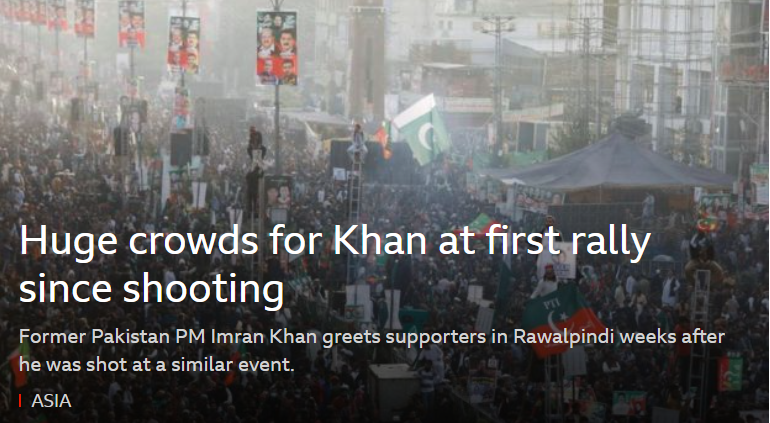 Huge crowds for Khan at first rally
since shooting
Former Pakistan PM Imran Khan greets supporters in Rawalpindi weeks after
he was shot at a similar event.
ASIA
PTI